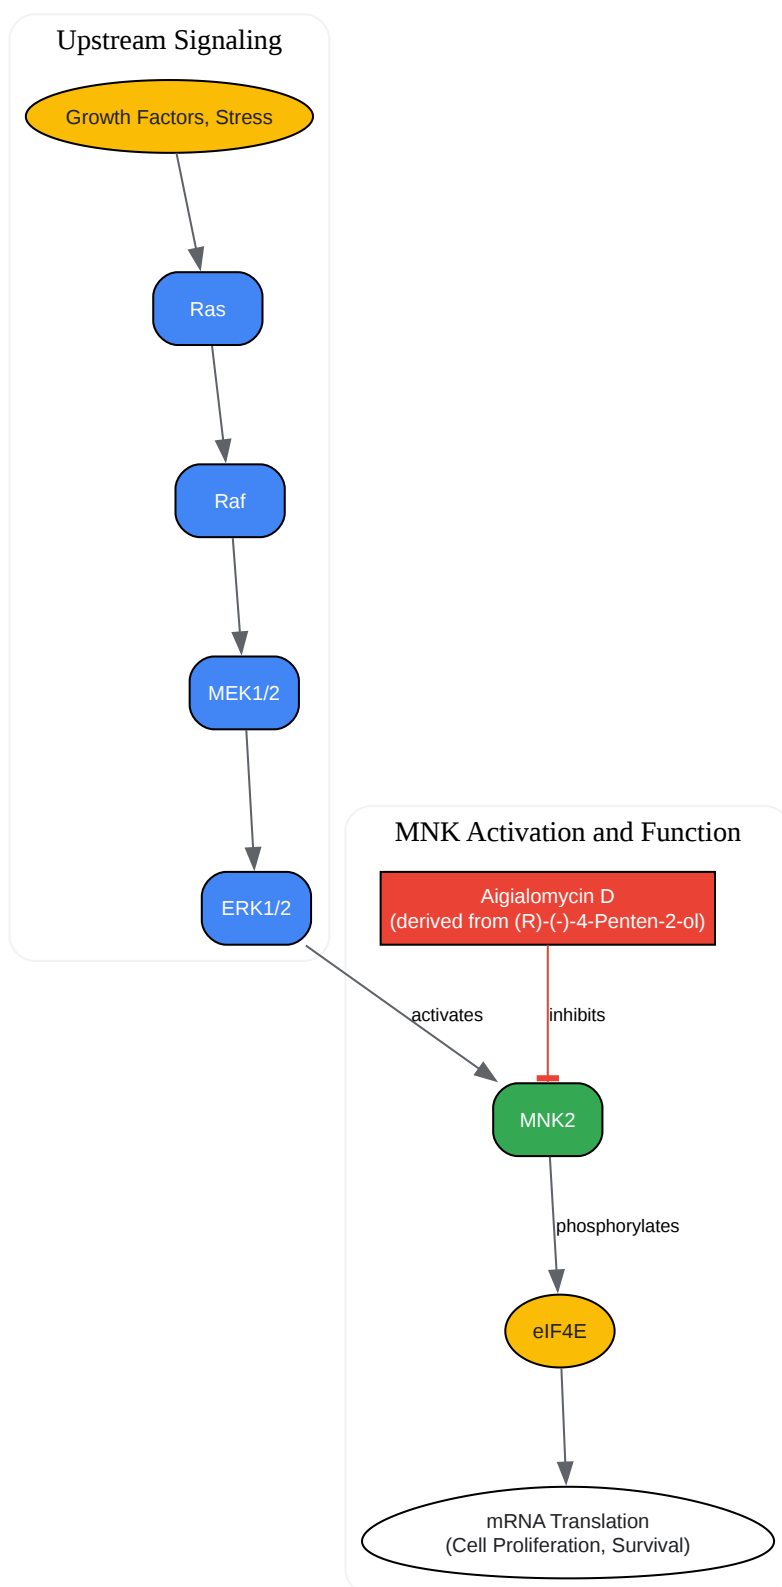 Upstream Signaling
Growth Factors, Stress
Ras
Raf
MEK1/2
ERK1/2
MNK Activation and Function
Aigialomycin D
(derived from (R)-(-)-4-Penten-2-ol)
activates
inhibits
MNK2
phosphorylates
eIF4E
mRNA Translation
(Cell Proliferation, Survival)